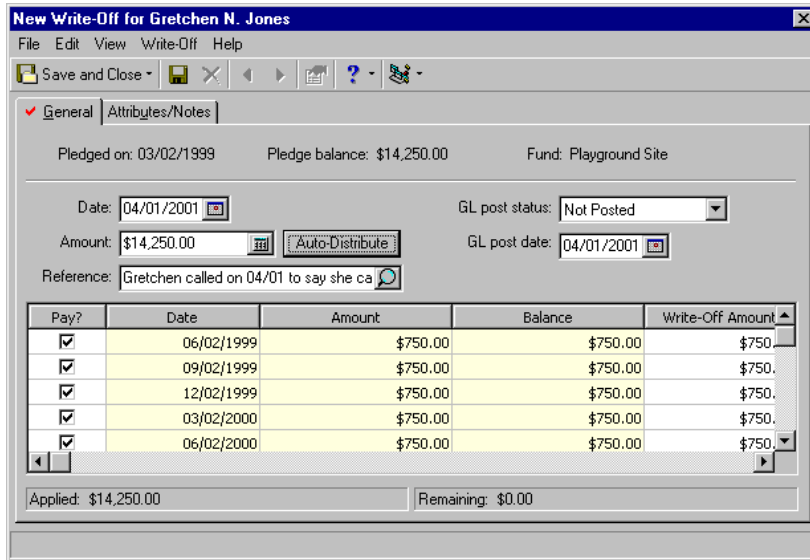 New Write-Off for Gretchen N. Jones
File Edit View Write-Off Help
Save and Close
General Attributes/Notes
Pledged on: 03/02/1999 Pledge balance: $14,250.00 Fund: Playground Site
Date: 04/01/2001 GL post status: Not Posted
Amount: $14,250.00 Auto-Distribute GL post date: 04/01/2001
Reference: Gretchen called on 04/01 to say she ca
Pay? Date Amount Balance Write-Off Amount
06/02/1999 $750.00 $750.00 $750.
09/02/1999 $750.00 $750.00 $750.
12/02/1999 $750.00 $750.00 $750.
03/02/2000 $750.00 $750.00 $750.
06/02/2000 $750.00 $750.00 $750.
Applied: $14,250.00 Remaining: $0.00